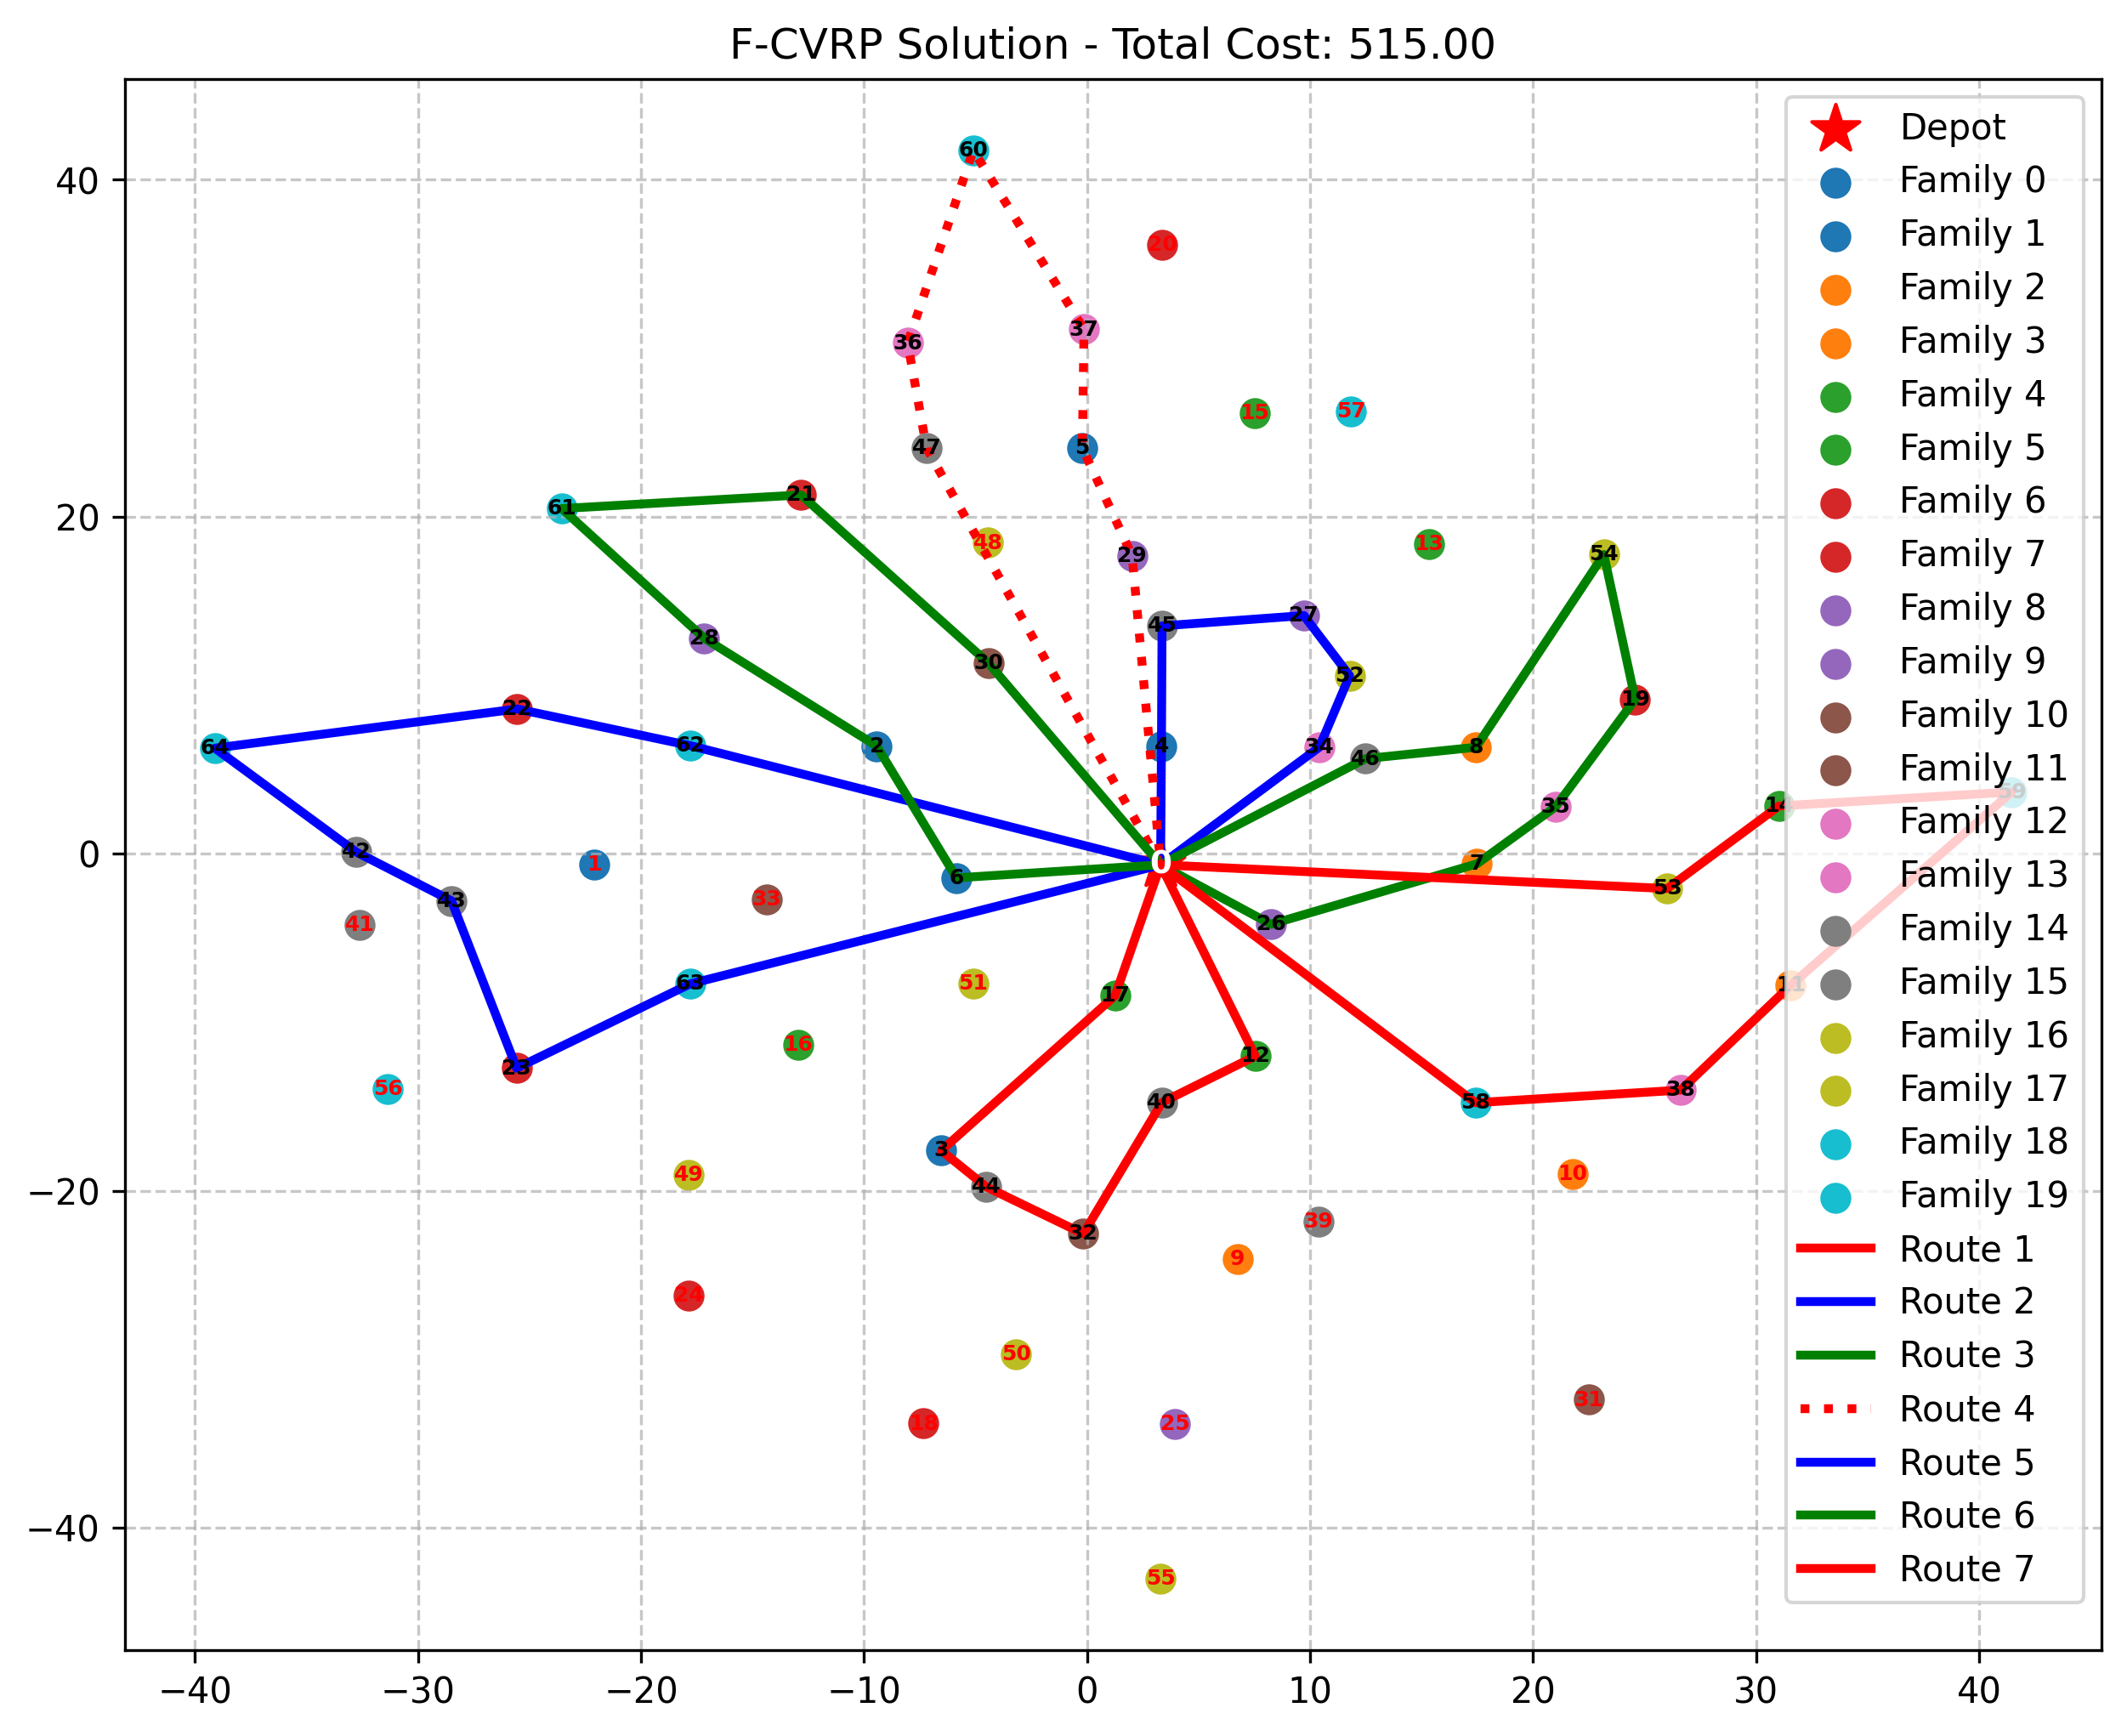 F-CVRP Solution - Total Cost: 515.00
40
20
0
−20
−40
−40
−30
−20
−10
0
10
20
30
40
Depot
Family 0
Family 1
Family 2
Family 3
Family 4
Family 5
Family 6
Family 7
Family 8
Family 9
Family 10
Family 11
Family 12
Family 13
Family 14
Family 15
Family 16
Family 17
Family 18
Family 19
Route 1
Route 2
Route 3
Route 4
Route 5
Route 6
Route 7
60
20
37
36
15
57
5
47
61
21
48
29
13
54
27
45
28
30
52
19
22
64
62
2
4
34
46
8
59
35
14
42
1
0
7
6
53
33
43
41
26
63
51
11
17
16
12
23
56
40
58
38
3
49
10
44
39
32
9
24
50
31
18
25
55